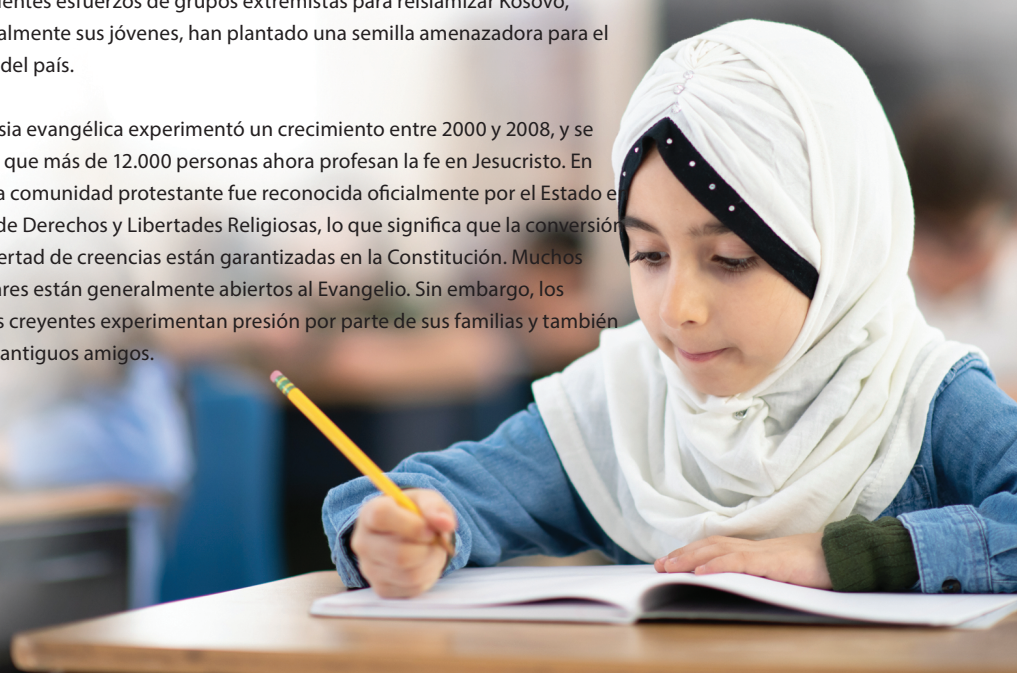 entes esfuerzos de grupos extremistas para reislamizar Kosovo,
almente sus jóvenes, han plantado una semilla amenazadora para el
del país.
sia evangélica experimentó un crecimiento entre 2000 y 2008, y se
que más de 12.000 personas ahora profesan la fe en Jesucristo. En
a comunidad protestante fue reconocida oficialmente por el Estado e
de Derechos y Libertades Religiosas, lo que significa que la conversión
ertad de creencias están garantizadas en la Constitución. Muchos
ares están generalmente abiertos al Evangelio. Sin embargo, los
s creyentes experimentan presión por parte de sus familias y también
antiguos amigos.